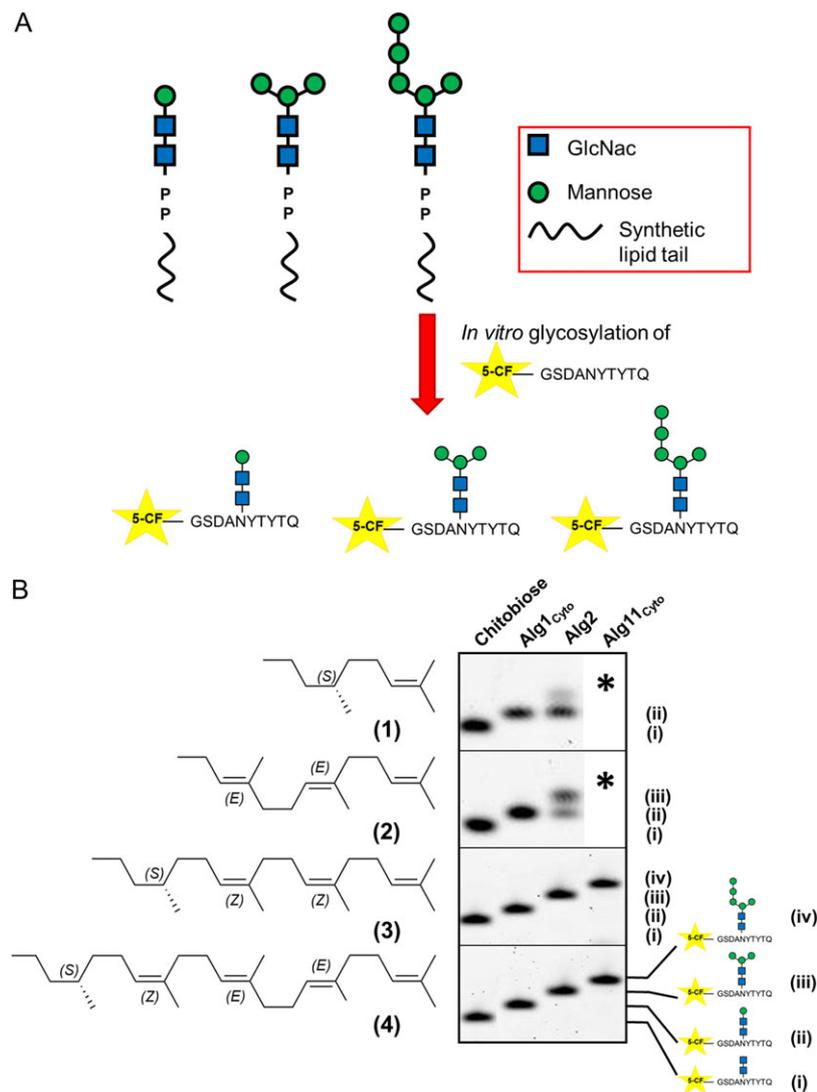 A
P
P
P
P
P
P
GlcNac
Mannose
Synthetic
lipid tail
In vitro glycosylation of
5-CF
GSDANYTYTQ
5-CF
GSDANYTYTQ
5-CF
GSDANYTYTQ
5-CF
GSDANYTYTQ
B
Chitobiose
Alg1Cyto
Alg2
Alg11Cyto
(S)
(1)
*
(ii)
(i)
(E)
(E)
(2)
*
(iii)
(ii)
(i)
(S)
(Z)
(Z)
(3)
(iv)
(iii)
(ii)
(i)
(S)
(Z)
(E)
(E)
(4)
5-CF
GSDANYTYTQ
(iv)
5-CF
GSDANYTYTQ
(iii)
5-CF
GSDANYTYTQ
(ii)
5-CF
GSDANYTYTQ
(i)